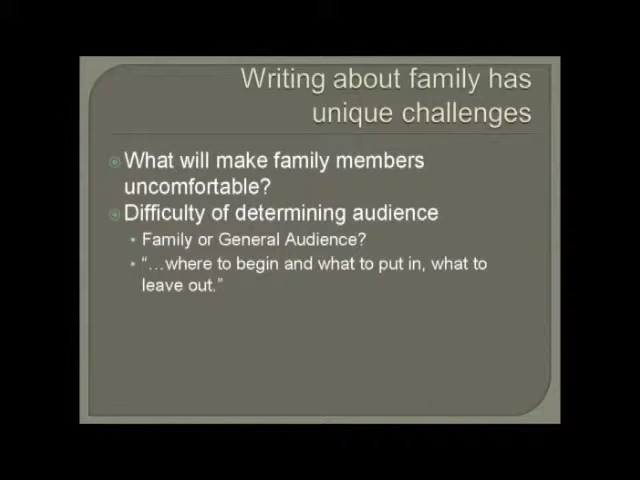 Writing about family has
unique challenges
What will make family members
uncomfortable?
Difficulty of determining audience
• Family or General Audience?
• “…where to begin and what to put in, what to
leave out.”